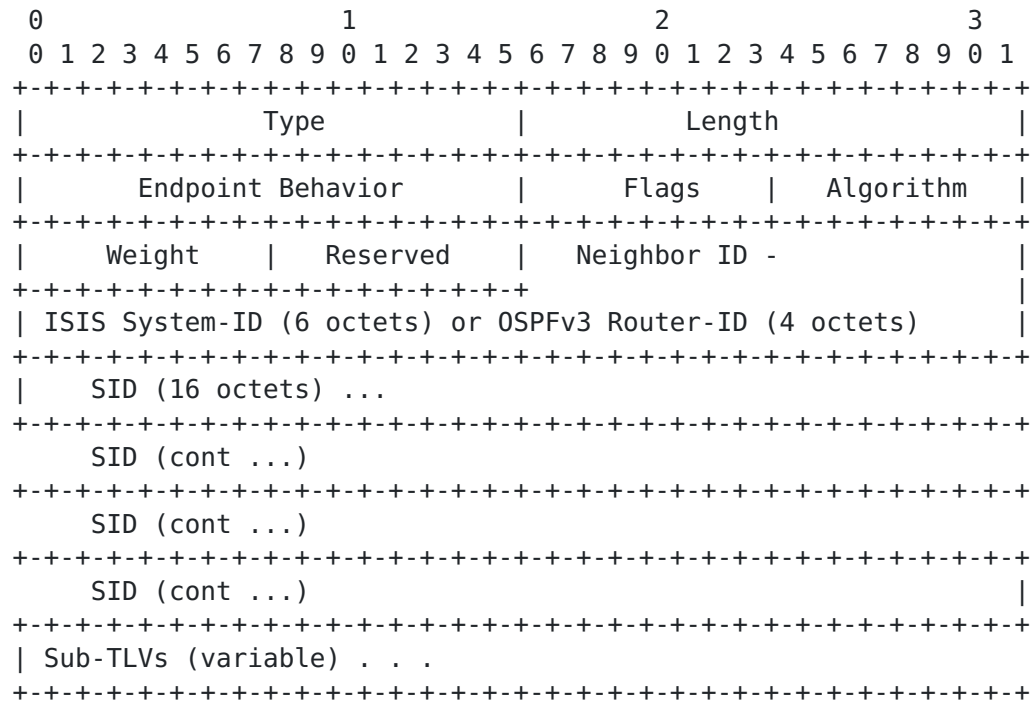 0                   1                   2                   3
 0 1 2 3 4 5 6 7 8 9 0 1 2 3 4 5 6 7 8 9 0 1 2 3 4 5 6 7 8 9 0 1
+-+-+-+-+-+-+-+-+-+-+-+-+-+-+-+-+-+-+-+-+-+-+-+-+-+-+-+-+-+-+-+-+
|               Type            |          Length               |
+-+-+-+-+-+-+-+-+-+-+-+-+-+-+-+-+-+-+-+-+-+-+-+-+-+-+-+-+-+-+-+-+
|       Endpoint Behavior       |      Flags    |   Algorithm   |
+-+-+-+-+-+-+-+-+-+-+-+-+-+-+-+-+-+-+-+-+-+-+-+-+-+-+-+-+-+-+-+-+
|     Weight    |   Reserved    |   Neighbor ID -               |
+-+-+-+-+-+-+-+-+-+-+-+-+-+-+-+-+                               |
| ISIS System-ID (6 octets) or OSPFv3 Router-ID (4 octets)      |
+-+-+-+-+-+-+-+-+-+-+-+-+-+-+-+-+-+-+-+-+-+-+-+-+-+-+-+-+-+-+-+-+
|    SID (16 octets) ...
+-+-+-+-+-+-+-+-+-+-+-+-+-+-+-+-+-+-+-+-+-+-+-+-+-+-+-+-+-+-+-+-+
     SID (cont ...)
+-+-+-+-+-+-+-+-+-+-+-+-+-+-+-+-+-+-+-+-+-+-+-+-+-+-+-+-+-+-+-+-+
     SID (cont ...)
+-+-+-+-+-+-+-+-+-+-+-+-+-+-+-+-+-+-+-+-+-+-+-+-+-+-+-+-+-+-+-+-+
     SID (cont ...)                                             |
+-+-+-+-+-+-+-+-+-+-+-+-+-+-+-+-+-+-+-+-+-+-+-+-+-+-+-+-+-+-+-+-+
| Sub-TLVs (variable) . . .
+-+-+-+-+-+-+-+-+-+-+-+-+-+-+-+-+-+-+-+-+-+-+-+-+-+-+-+-+-+-+-+-+